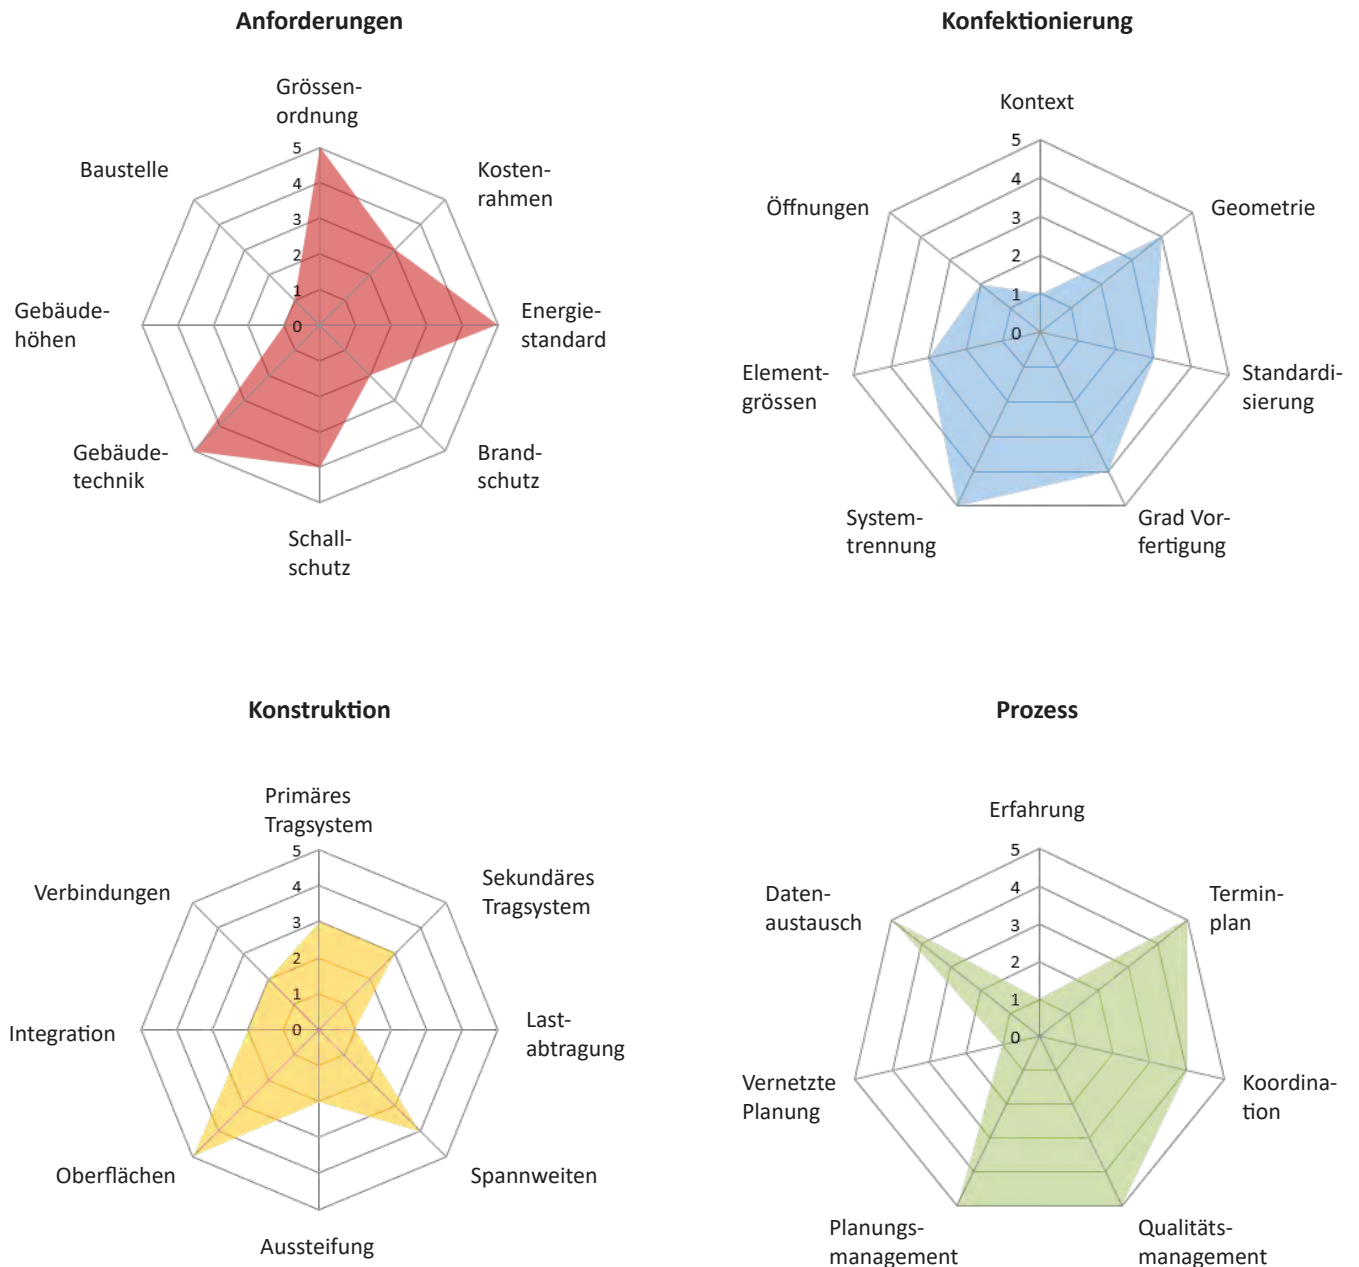 Anforderungen
Grössen-
ordnung
Kosten-
rahmen
Energie-
standard
Brand-
schutz
Schall-
schutz
Gebäude-
technik
Gebäude-
höhen
Baustelle
5
4
3
2
1
0
Konfektionierung
Kontext
Geometrie
Standardi-
sierung
Grad Vor-
fertigung
System-
trennung
Element-
grössen
Öffnungen
5
4
3
2
1
0
Konstruktion
Primäres
Tragsystem
Sekundäres
Tragsystem
Last-
abtragung
Spannweiten
Aussteifung
Oberflächen
Integration
Verbindungen
5
4
3
2
1
0
Prozess
Erfahrung
Termin-
plan
Koordina-
tion
Qualitäts-
management
Planungs-
management
Vernetzte
Planung
Daten-
austausch
5
4
3
2
1
0